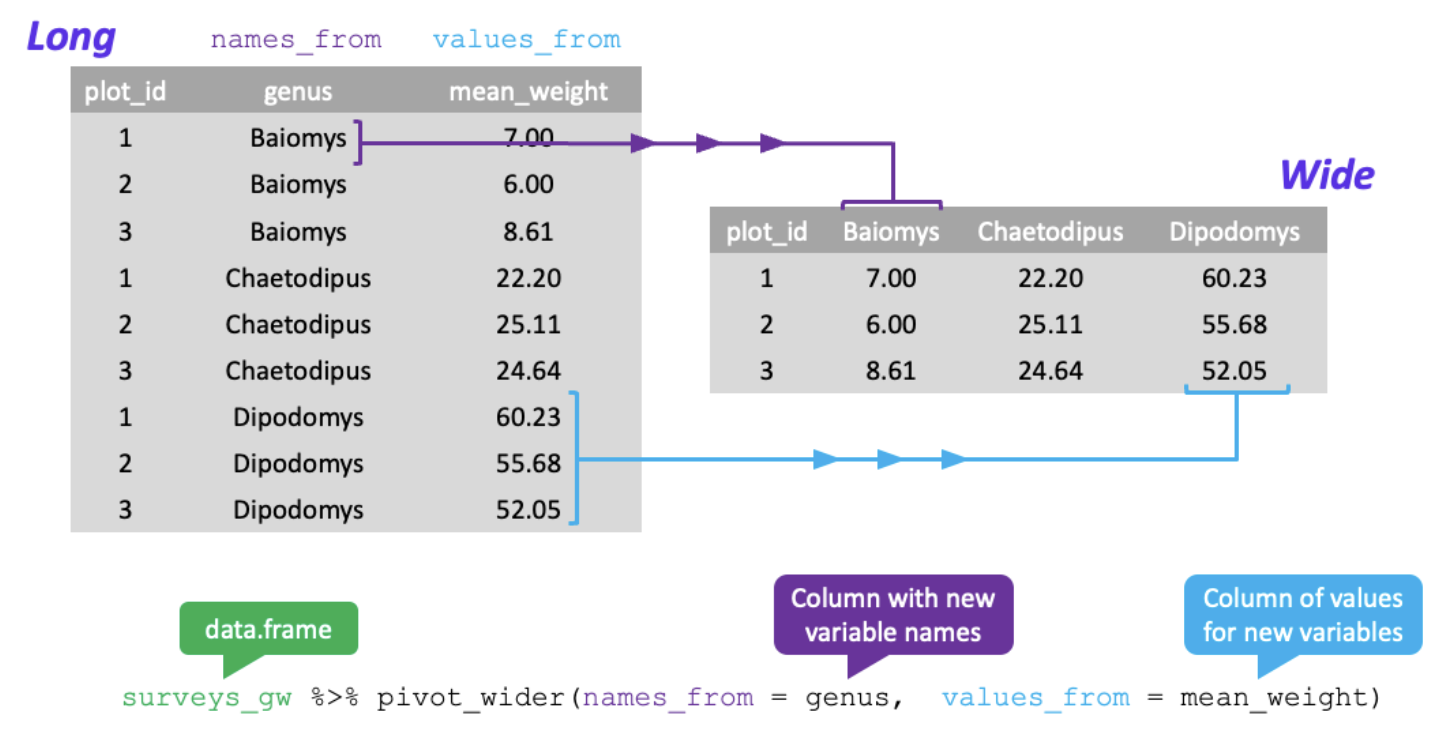 Long names_from values_from
plot_id genus mean_weight
1 Baiomys 7.00
2 Baiomys 6.00
3 Baiomys 8.61
1 Chaetodipus 22.20
2 Chaetodipus 25.11
3 Chaetodipus 24.64
1 Dipodomys 60.23
2 Dipodomys 55.68
3 Dipodomys 52.05
Wide
plot_id Baiomys Chaetodipus Dipodomys
1 7.00 22.20 60.23
2 6.00 25.11 55.68
3 8.61 24.64 52.05
data.frame
Column with new
variable names
Column of values
for new variables
surveys_gw %>% pivot_wider(names_from = genus, values_from = mean_weight)